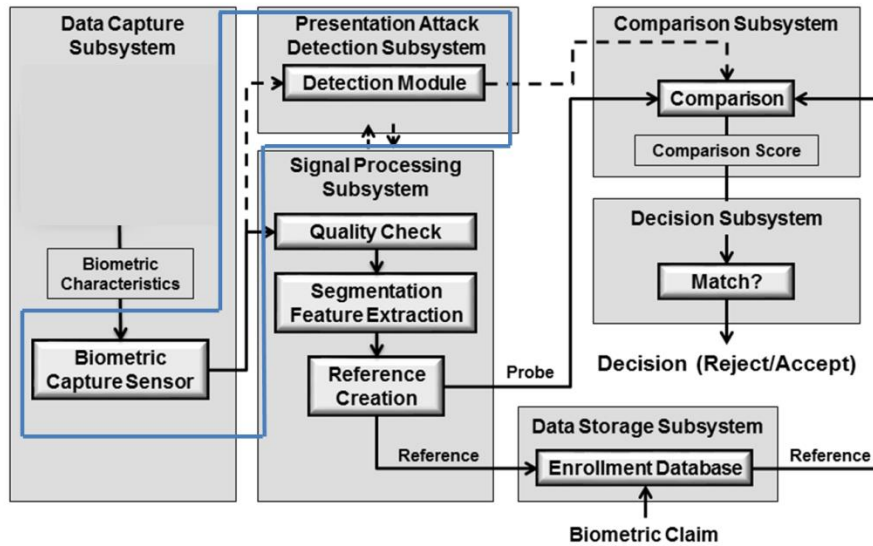 Data Capture
Subsystem
Biometric
Characteristics
Biometric
Capture Sensor
Presentation Attack
Detection Subsystem
Detection Module
Signal Processing
Subsystem
Quality Check
Segmentation
Feature Extraction
Reference
Creation
Probe
Reference
Comparison Subsystem
Comparison
Comparison Score
Decision Subsystem
Match?
Decision (Reject/Accept)
Data Storage Subsystem
Enrollment Database
Reference
Biometric Claim